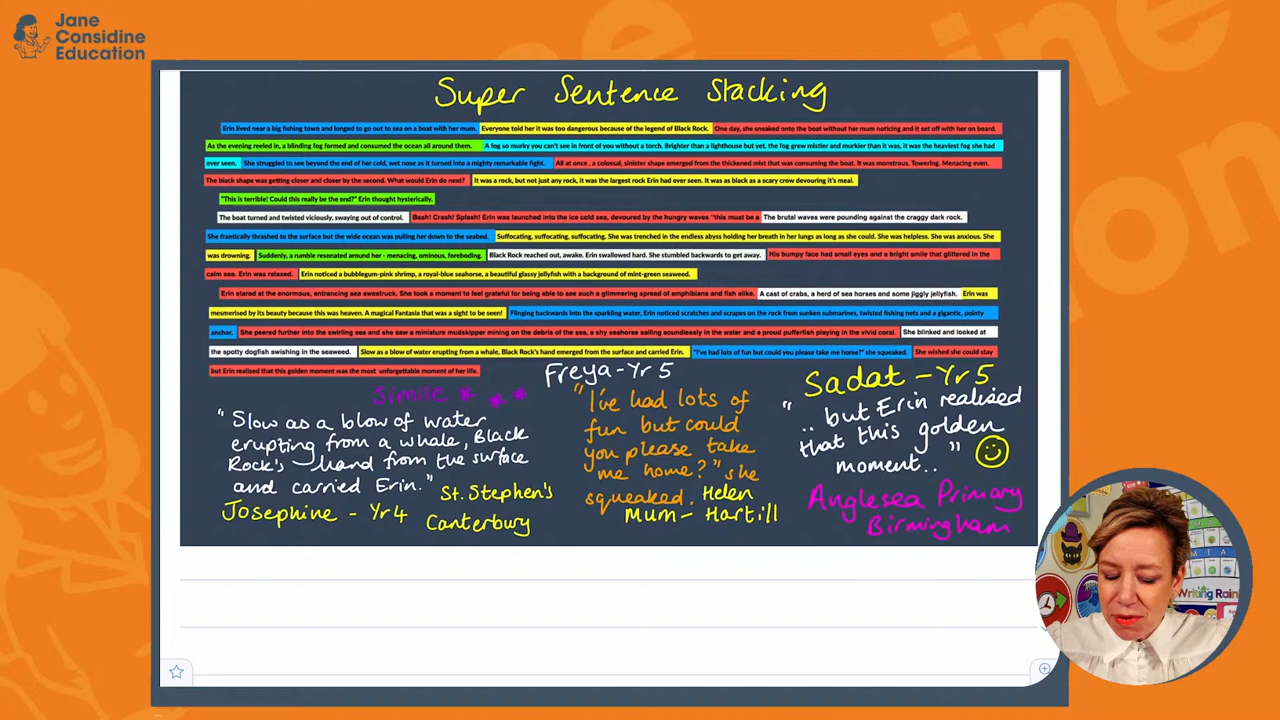 Jane
Considine
Education
Super Sentence Stacking
Erin lived near a big fishing town and longed to go out to sea on a boat with her mum. Everyone told her it was too dangerous because of the legend of Black Rock. One day, she sneaked onto the boat without her mum noticing and it set off with her on beard.
As the evening reeled in, a blinding fog formed and consumed the ocean all around them. A fog so murky you can't see in front of you without a torch. Brighter than a lighthouse but yet, the fog grew mistier and murkier than it was, it was the heaviest fog she had
ever seen. She struggled to see beyond the end of her cold, wet nose as it turned into a mighty remarkable fight. All at once, a colossal, sinister shape emerged from the thickened mist that was consuming the boat. It was monstrous. Towering. Menacing even.
The black shape was getting closer and closer by the second. What would Erin do next? It was a rock, but not just any rock, it was the largest rock Erin had ever seen. It was as black as a scary crow devouring it's meal.
"This is terrible! Could this really be the end?" Erin thought hysterically.
The boat turned and twisted viciously, swaying out of control. Bash! Crash! Splash! Erin was launched into the ice cold sea, devoured by the hungry waves "this must be a The brutal waves were pounding against the craggy dark rock.
She frantically thrashed to the surface but the wide ocean was pulling her down to the seabed. Suffocating, suffocating, suffocating. She was trenched in the endless abyss holding her breath in her lungs as long as she could. She was helpless. She was anxious. She
was drowning. Suddenly, a rumble resonated around her - menacing, ominous, foreboding. Black Rock reached out, awake. Erin swallowed hard. She stumbled backwards to get away. His bumpy face had small eyes and a bright smile that glittered in the
calm sea. Erin was relaxed. Erin noticed a bubblegum-pink shrimp, a royal-blue seahorse, a beautiful glassy jellyfish with a background of mint-green seaweed.
Erin stared at the enormous, entrancing sea awestruck. She took a moment to feel grateful for being able to see such a glimmering spread of amphibians and fish alike. A cast of crabs, a herd of sea horses and some jiggly jellyfish. Erin was
mesmerised by its beauty because this was heaven. A magical Fantasia that was a sight to be seen! Flinging backwards into the sparkling water, Erin noticed scratches and scrapes on the rock from sunken submarines, twisted fishing nets and a gigantic, pointy
anchor. She peered further into the swirling sea and she saw a miniature mudskipper mining on the debris of the sea, a shy seahorse sailing soundlessly in the water and a proud pufferfish playing in the vivid coral. She blinked and looked at
the spotty dogfish swishing in the seaweed. Slow as a blow of water erupting from a whale, Black Rock's hand emerged from the surface and carried Erin. "I've had lots of fun but could you please take me home?" she squeaked. She wished she could stay
but Erin realised that this golden moment was the most unforgettable moment of her life.
Simile ***
"Slow as a blow of water
erupting from a whale, Black
Rock's hand from the surface
and carried Erin."
Josephine - Yr4
St. Stephen's
Canterbury
Freya-Yr 5
"I've had lots of
fun but could
you please take
me home?" she
squeaked.
Helen
Mum - Hartill
Sadat - Yr 5
".. but Erin realised
that this golden
moment.."
Anglesea Primary
Birmingham